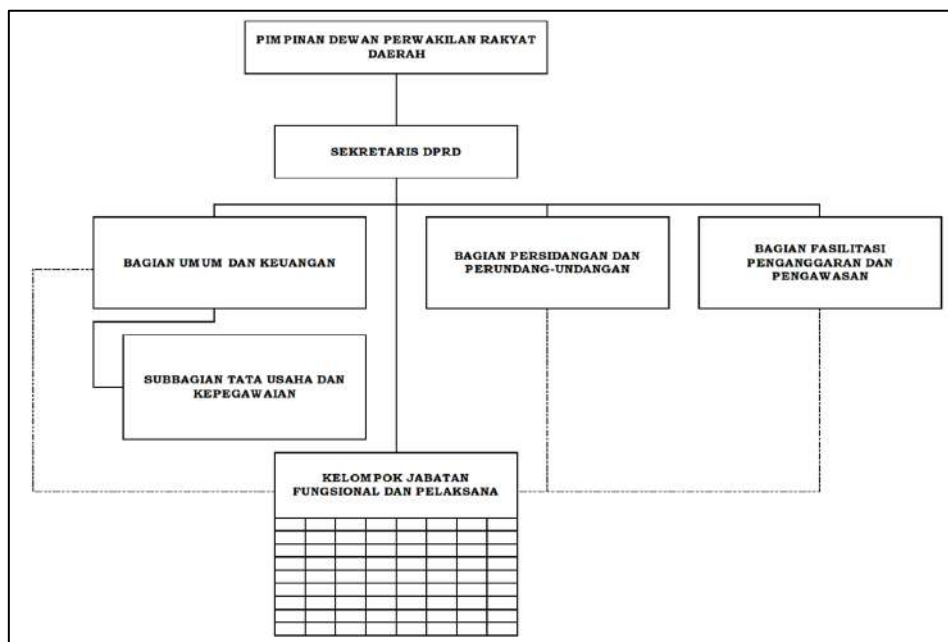 PIMPINAN DEWAN PERWAKILAN RAKYAT
DAERAH
SEKRETARIS DPRD
BAGIAN UMUM DAN KEUANGAN
BAGIAN PERSIDANGAN DAN
PERUNDANG-UNDANGAN
BAGIAN FASILITASI
PENGANGGARAN DAN
PENGAWASAN
SUBBAGIAN TATA USAHA DAN
KEPEGAWAIAN
KELOMPOK JABATAN
FUNGSIONAL DAN PELAKSANA